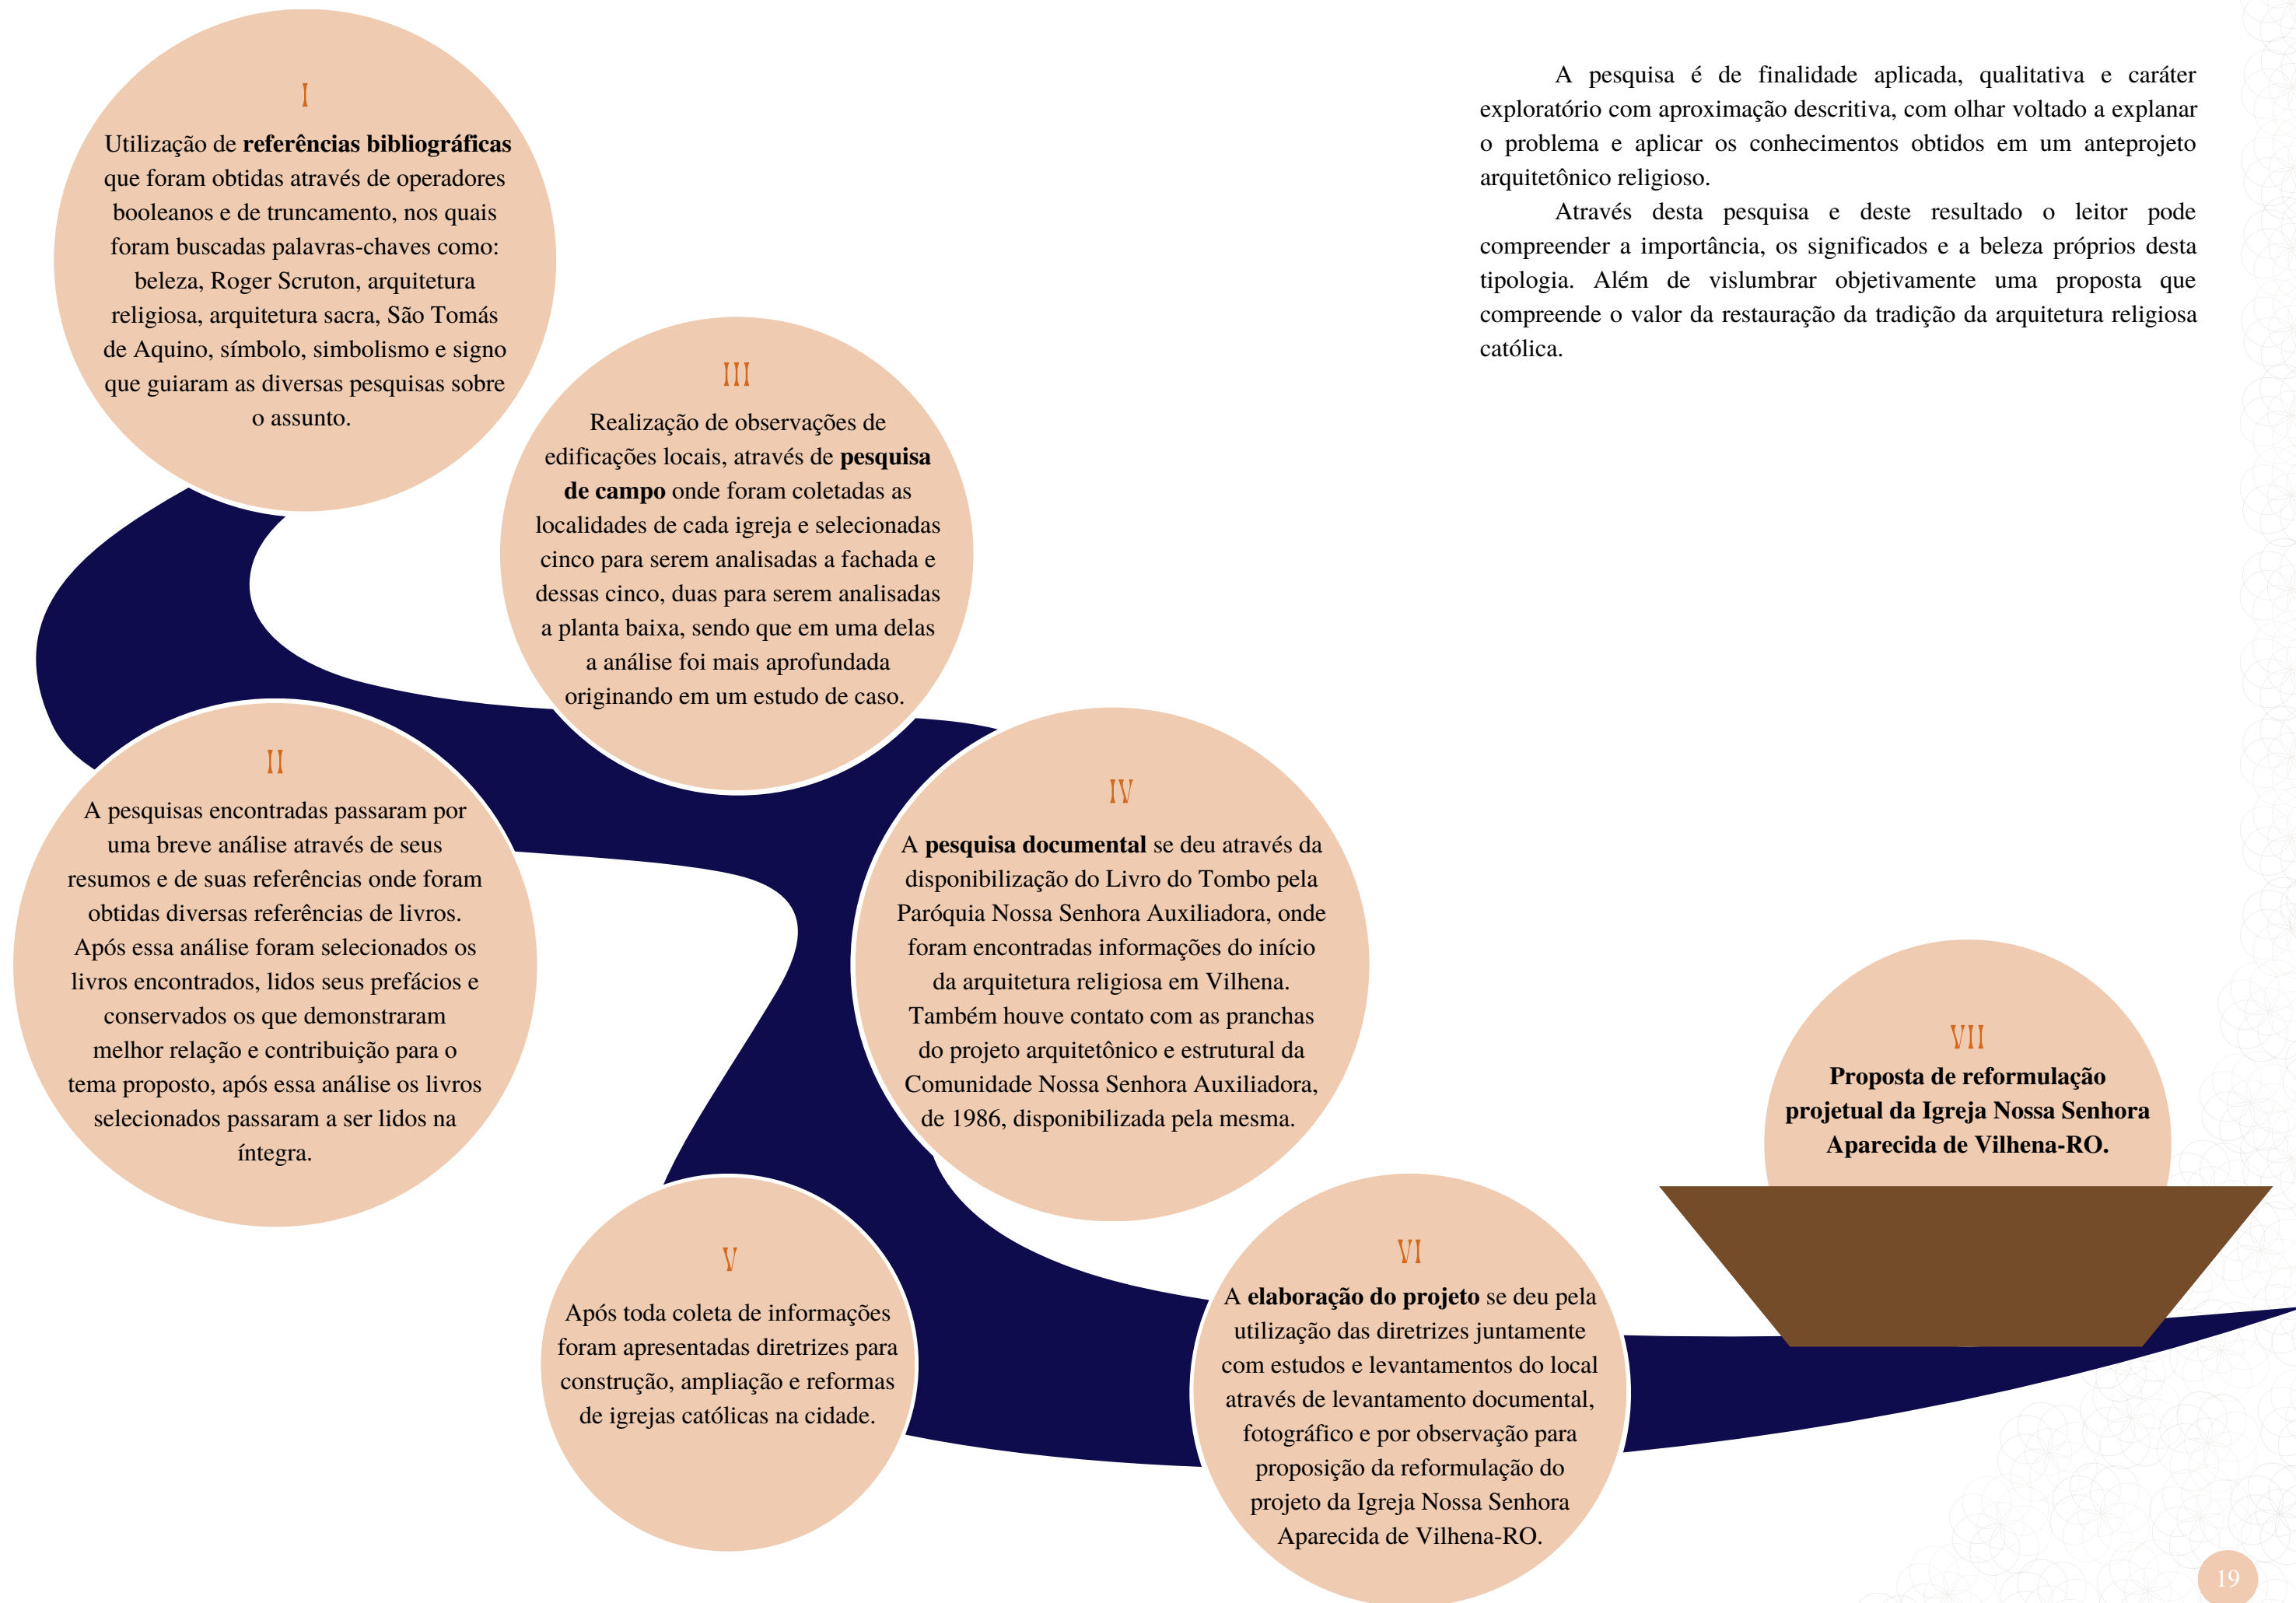 I
Utilização de referências bibliográficas
que foram obtidas através de operadores
booleanos e de truncamento, nos quais
foram buscadas palavras-chaves como:
beleza, Roger Scruton, arquitetura
religiosa, arquitetura sacra, São Tomás
de Aquino, símbolo, simbolismo e signo
que guiaram as diversas pesquisas sobre
o assunto.
II
A pesquisas encontradas passaram por
uma breve análise através de seus
resumos e de suas referências onde foram
obtidas diversas referências de livros.
Após essa análise foram selecionados os
livros encontrados, lidos seus prefácios e
conservados os que demonstraram
melhor relação e contribuição para o
tema proposto, após essa análise os livros
selecionados passaram a ser lidos na
íntegra.
III
Realização de observações de
edificações locais, através de pesquisa
de campo onde foram coletadas as
localidades de cada igreja e selecionadas
cinco para serem analisadas a fachada e
dessas cinco, duas para serem analisadas
a planta baixa, sendo que em uma delas
a análise foi mais aprofundada
originando em um estudo de caso.
IV
A pesquisa documental se deu através da
disponibilização do Livro do Tombo pela
Paróquia Nossa Senhora Auxiliadora, onde
foram encontradas informações do início
da arquitetura religiosa em Vilhena.
Também houve contato com as pranchas
do projeto arquitetônico e estrutural da
Comunidade Nossa Senhora Auxiliadora,
de 1986, disponibilizada pela mesma.
V
Após toda coleta de informações
foram apresentadas diretrizes para
construção, ampliação e reformas
de igrejas católicas na cidade.
VI
A elaboração do projeto se deu pela
utilização das diretrizes juntamente
com estudos e levantamentos do local
através de levantamento documental,
fotográfico e por observação para
proposição da reformulação do
projeto da Igreja Nossa Senhora
Aparecida de Vilhena-RO.
VII
Proposta de reformulação
projetual da Igreja Nossa Senhora
Aparecida de Vilhena-RO.
A pesquisa é de finalidade aplicada, qualitativa e caráter
exploratório com aproximação descritiva, com olhar voltado a explanar
o problema e aplicar os conhecimentos obtidos em um anteprojeto
arquitetônico religioso.
Através desta pesquisa e deste resultado o leitor pode
compreender a importância, os significados e a beleza próprios desta
tipologia. Além de vislumbrar objetivamente uma proposta que
compreende o valor da restauração da tradição da arquitetura religiosa
católica.
19